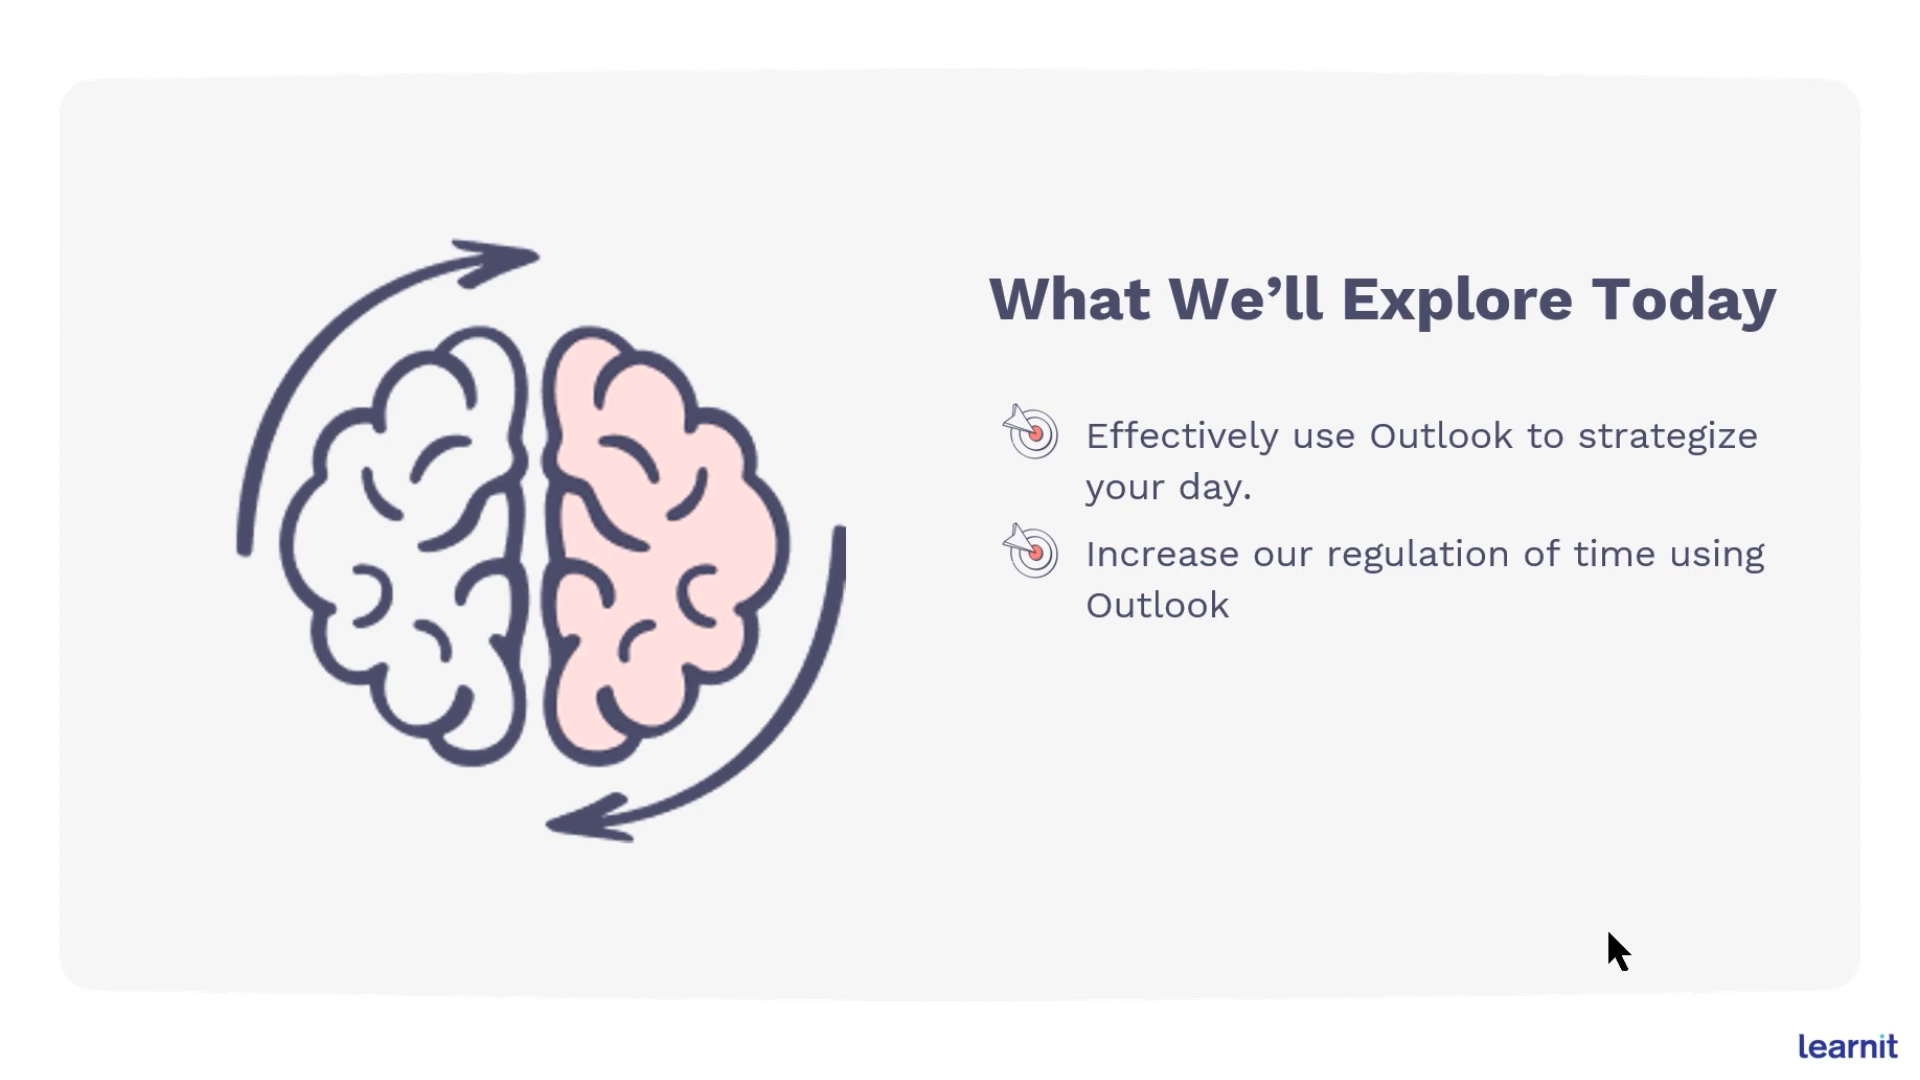 What We’ll Explore Today
Effectively use Outlook to strategize
your day.
Increase our regulation of time using
Outlook
learnit